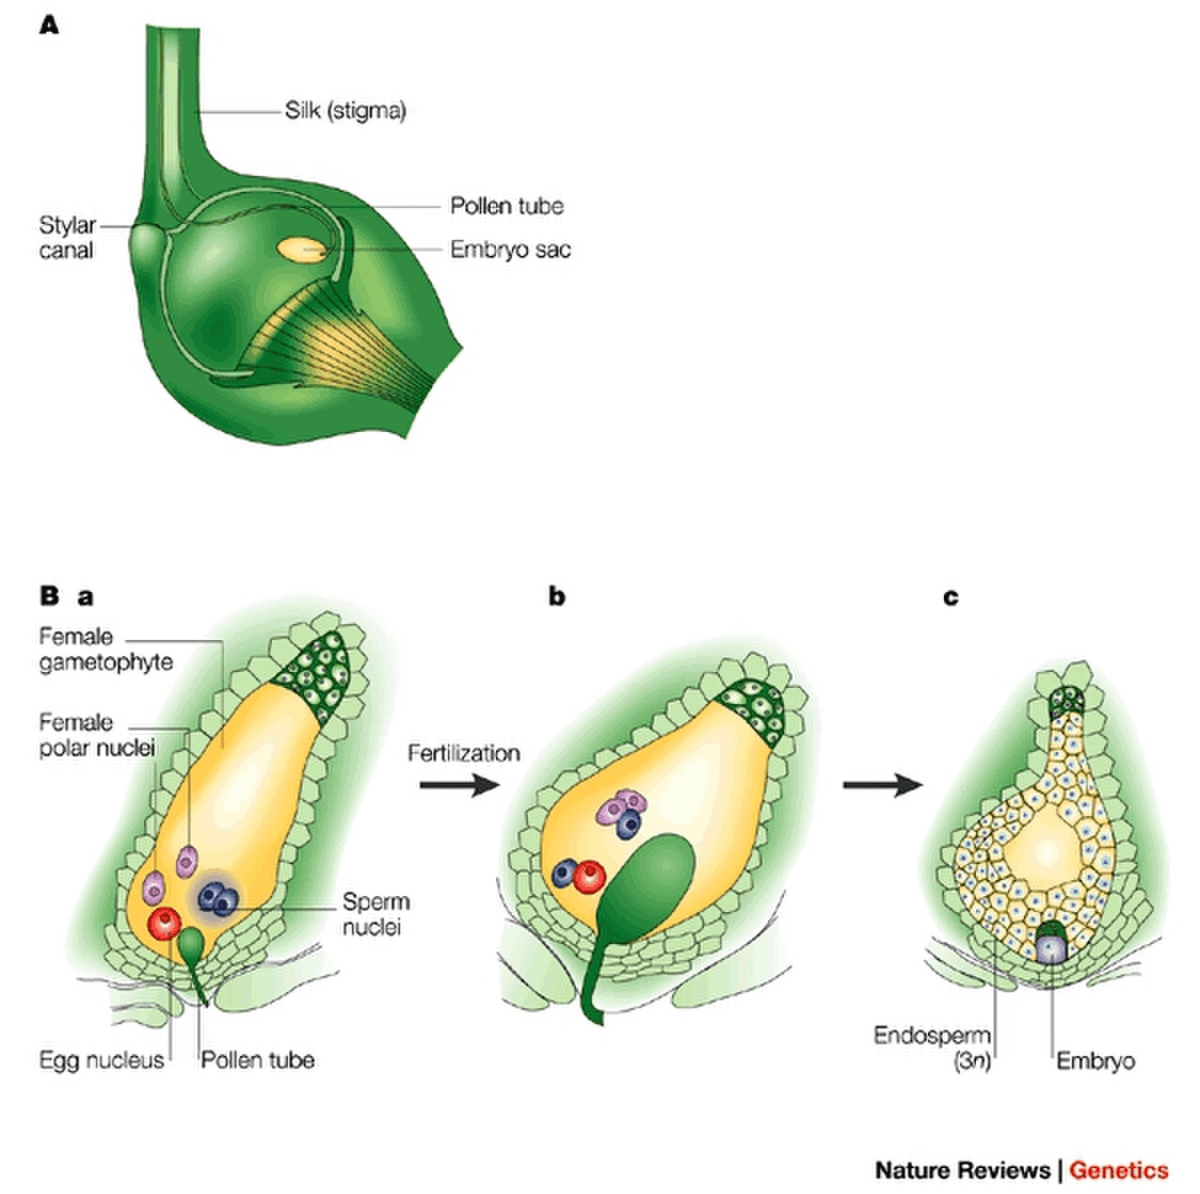 A
Silk (stigma)
Pollen tube
Stylar
canal
Embryo sac
B a
b
c
Female
gametophyte
Female
polar nuclei
Fertilization
Sperm
nuclei
Egg nucleus
Pollen tube
Endosperm
(3n)
Embryo
Nature Reviews | Genetics